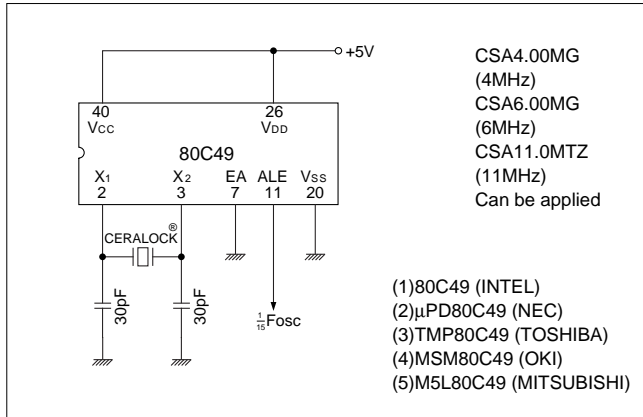 +5V
40
26
VCC
VDD
80C49
X1
X2
EA
ALE
VSS
2
3
7
11
20
CERALOCK®
30pF
30pF
1/15 Fosc
CSA4.00MG
(4MHz)
CSA6.00MG
(6MHz)
CSA11.0MTZ
(11MHz)
Can be applied
(1)80C49 (INTEL)
(2)μPD80C49 (NEC)
(3)TMP80C49 (TOSHIBA)
(4)MSM80C49 (OKI)
(5)M5L80C49 (MITSUBISHI)